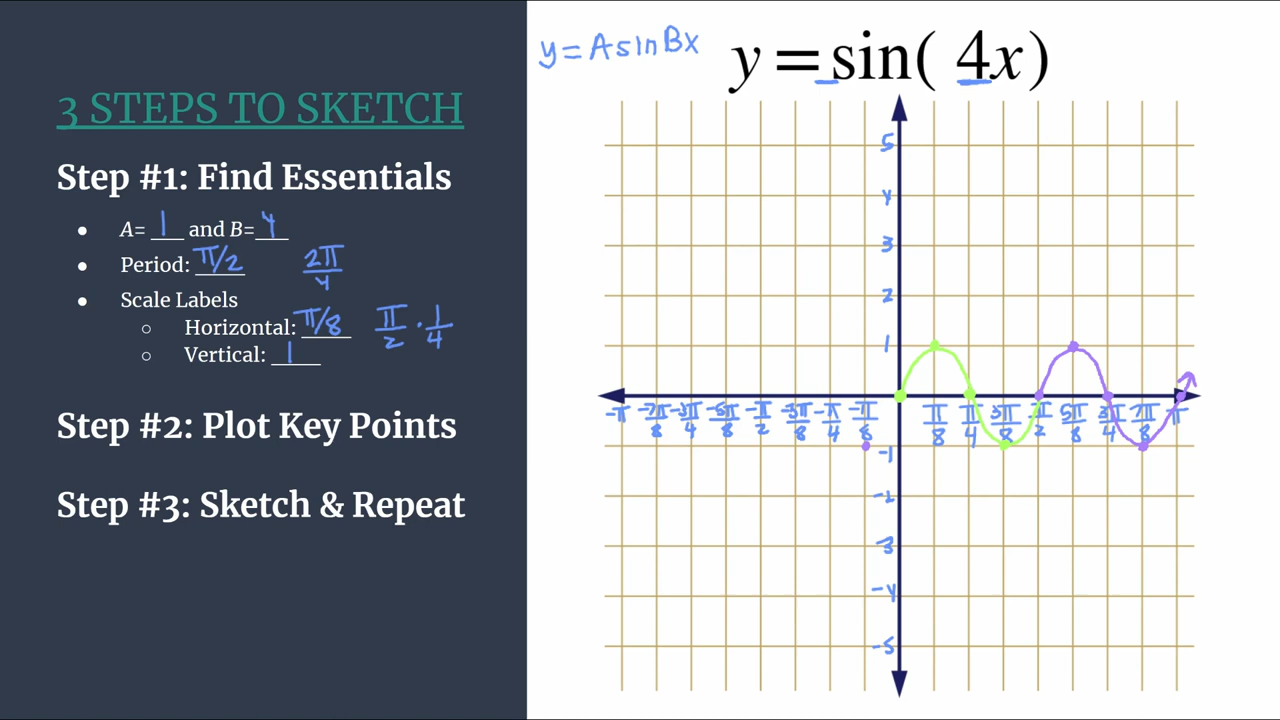 y=AsinBx
y = sin( 4x)
3 STEPS TO SKETCH
Step #1: Find Essentials
A= 1 and B= 4
Period: π/2 2π/4
Scale Labels
Horizontal: π/8 π/2 · 1/4
Vertical: 1
Step #2: Plot Key Points
Step #3: Sketch & Repeat
5
4
3
2
1
-π -7π/8 -3π/4 -5π/8 -π/2 -3π/8 -π/4 -π/8 π/8 π/4 3π/8 π/2 5π/8 3π/4 7π/8 π
-1
-2
-3
-4
-5